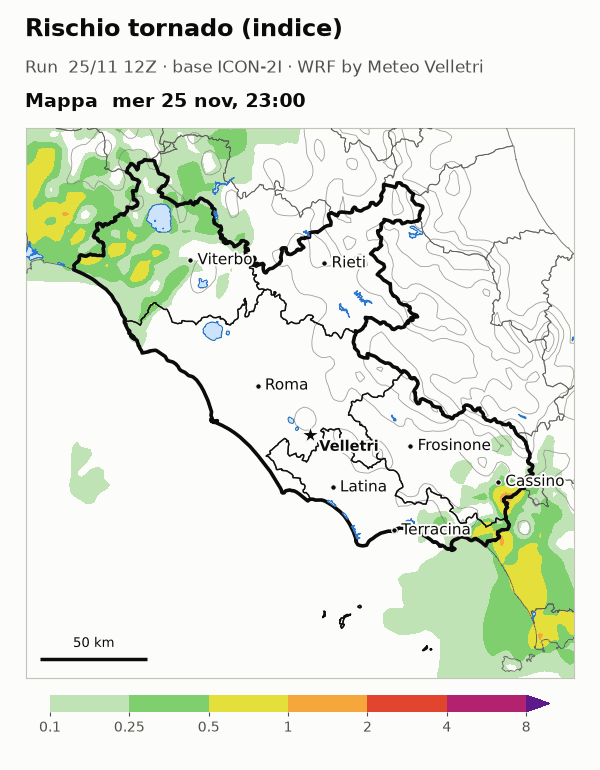 Rischio tornado (indice)
Run  25/11 12Z · base ICON-2I · WRF by Meteo Velletri
Mappa  mer 25 nov, 23:00
Viterbo
Rieti
Roma
Velletri
Frosinone
Latina
Cassino
Terracina
50 km
0.1 0.25 0.5 1 2 4 8